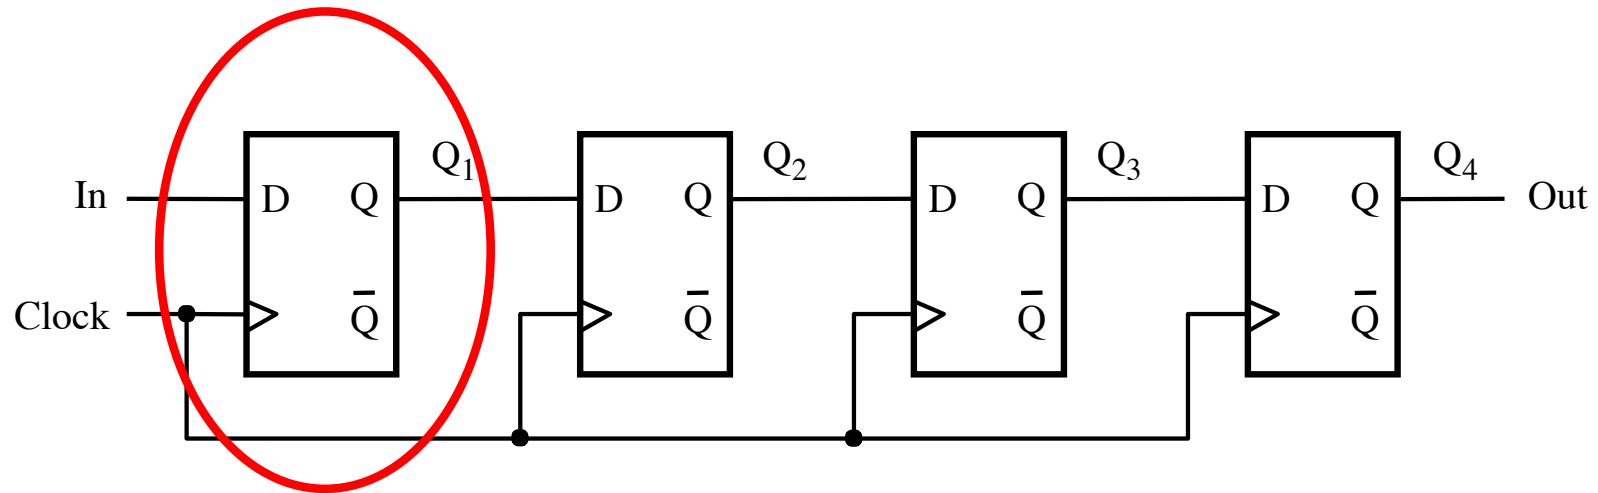 Q1 Q2 Q3 Q4
In D Q D Q D Q D Q Out
Clock Q̅ Q̅ Q̅ Q̅